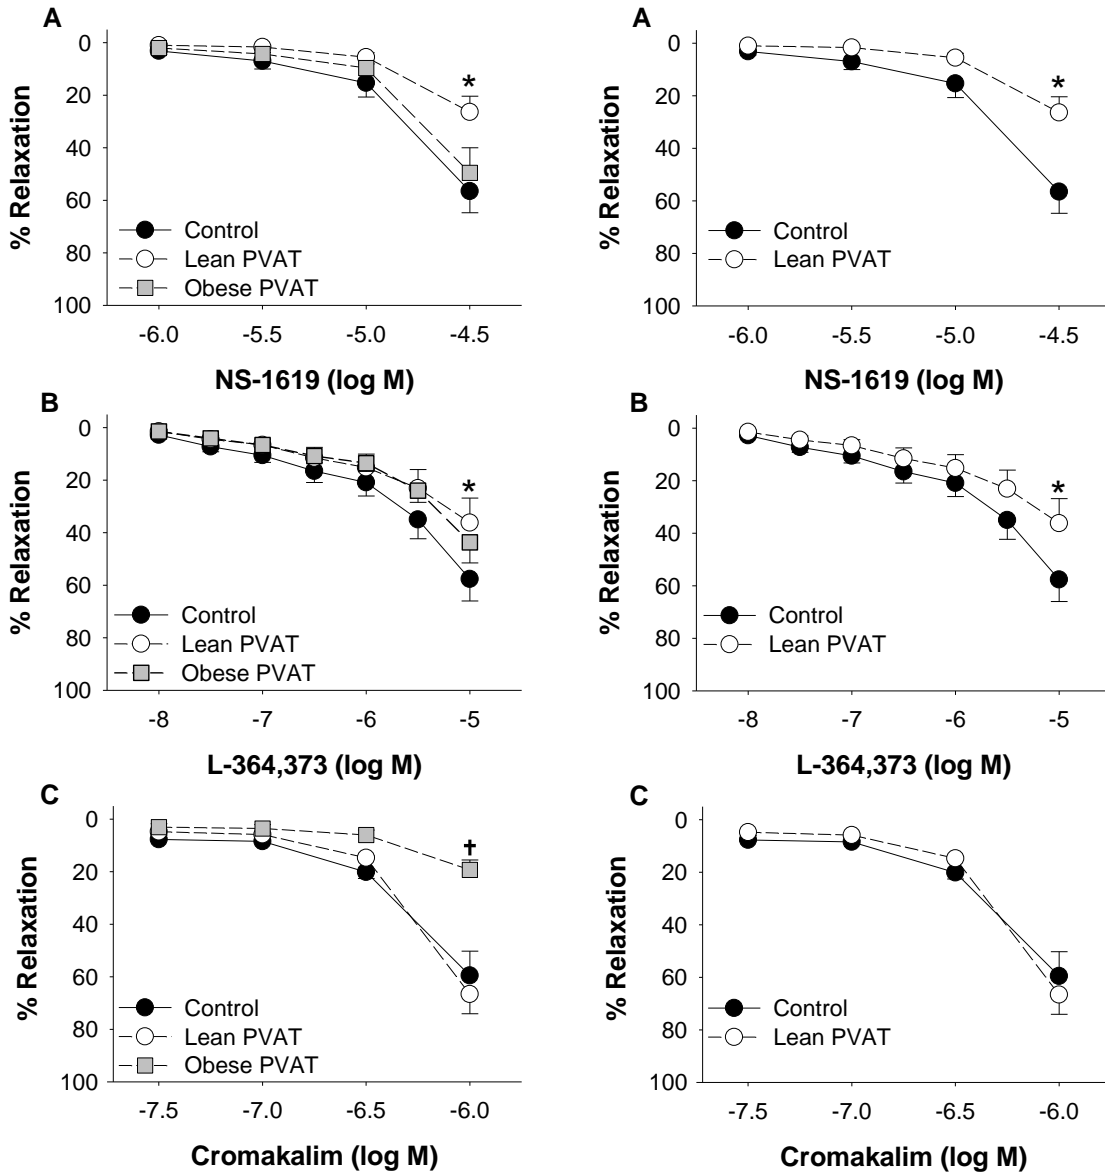 A
0
20
40
60
80
100
% Relaxation
*
Control
Lean PVAT
Obese PVAT
-6.0 -5.5 -5.0 -4.5
NS-1619 (log M)
A
0
20
40
60
80
100
% Relaxation
*
Control
Lean PVAT
-6.0 -5.5 -5.0 -4.5
NS-1619 (log M)
B
0
20
40
60
80
100
% Relaxation
*
Control
Lean PVAT
Obese PVAT
-8 -7 -6 -5
L-364,373 (log M)
B
0
20
40
60
80
100
% Relaxation
*
Control
Lean PVAT
-8 -7 -6 -5
L-364,373 (log M)
C
0
20
40
60
80
100
% Relaxation
†
Control
Lean PVAT
Obese PVAT
-7.5 -7.0 -6.5 -6.0
Cromakalim (log M)
C
0
20
40
60
80
100
% Relaxation
Control
Lean PVAT
-7.5 -7.0 -6.5 -6.0
Cromakalim (log M)